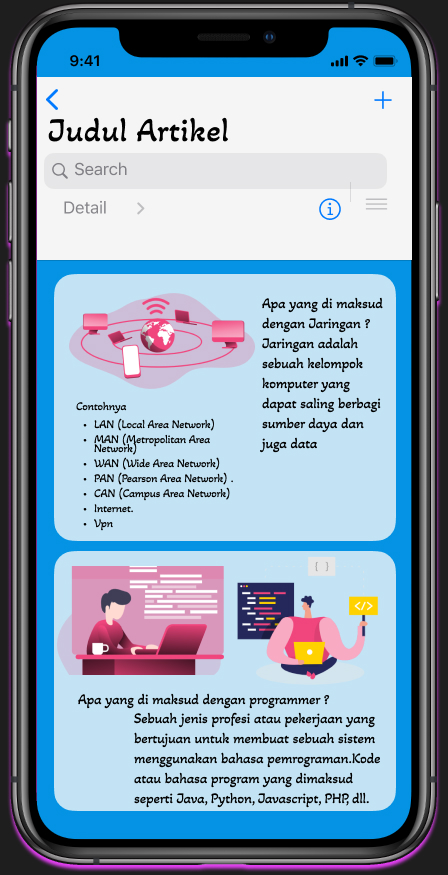 9:41
Judul Artikel
Search
Detail
Apa yang di maksud
dengan Jaringan ?
Jaringan adalah
sebuah kelompok
komputer yang
dapat saling berbagi
sumber daya dan
juga data
Contohnya
• LAN (Local Area Network)
• MAN (Metropolitan Area
Network)
• WAN (Wide Area Network)
• PAN (Pearson Area Network) .
• CAN (Campus Area Network)
• Internet.
• Vpn
{ }
</>
Apa yang di maksud dengan programmer ?
Sebuah jenis profesi atau pekerjaan yang
bertujuan untuk membuat sebuah sistem
menggunakan bahasa pemrograman.Kode
atau bahasa program yang dimaksud
seperti Java, Python, Javascript, PHP, dll.